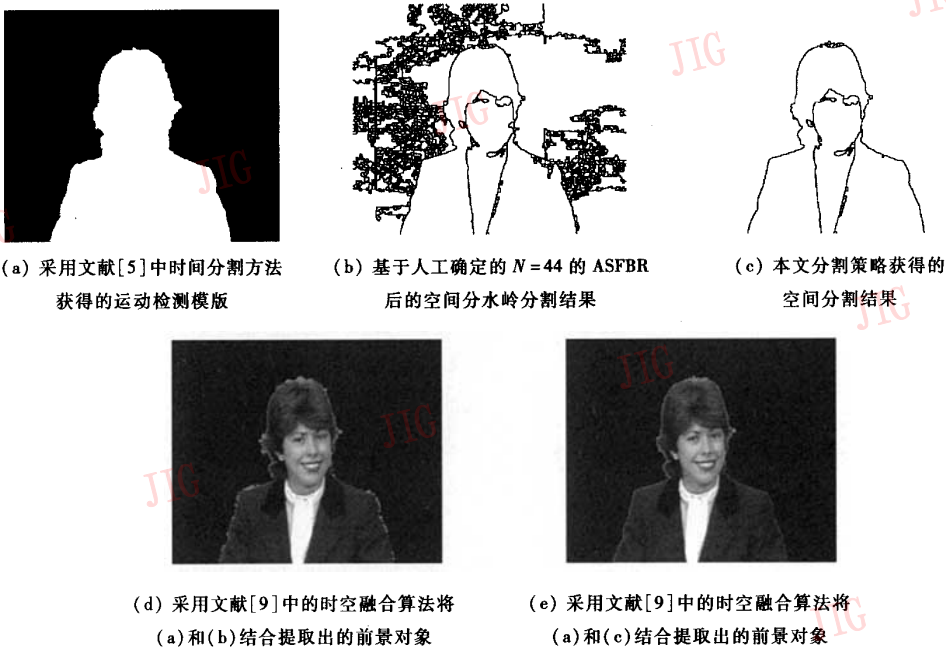 (a) 采用文献[5]中时间分割方法
获得的运动检测模版
(b) 基于人工确定的 N=44 的 ASFBR
后的空间分水岭分割结果
(c) 本文分割策略获得的
空间分割结果
(d) 采用文献[9]中的时空融合算法将
(a)和(b)结合提取出的前景对象
(e) 采用文献[9]中的时空融合算法将
(a)和(c)结合提取出的前景对象
JIG
JIG
JIG
JIG
JIG
JIG
JIG
JIG